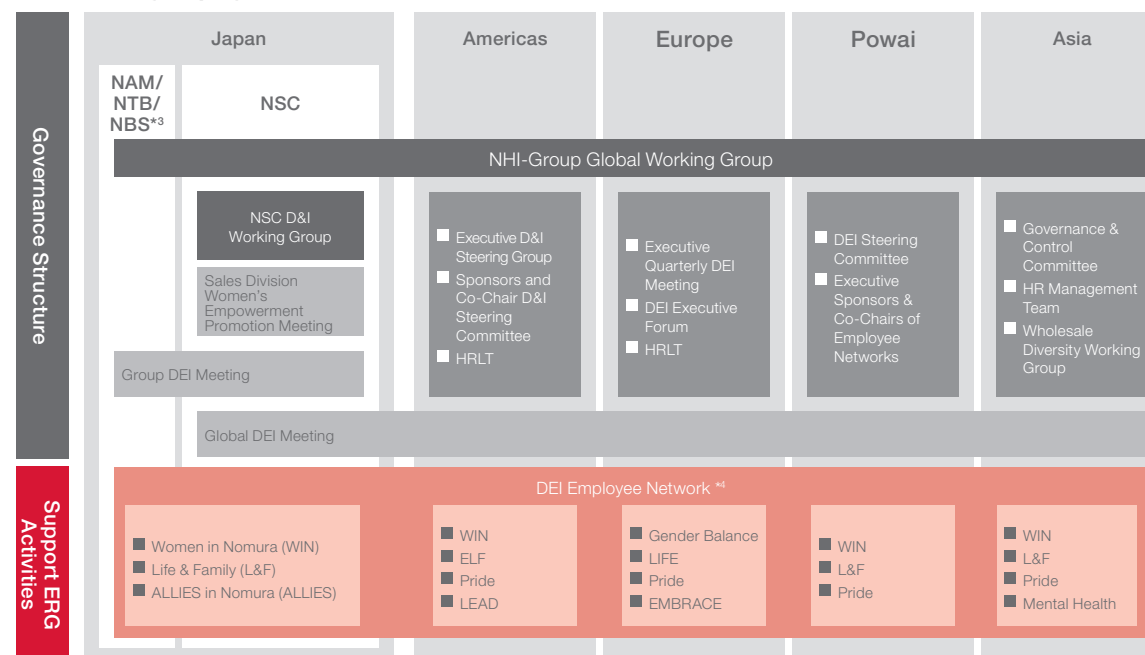 Japan
Americas
Europe
Powai
Asia
NAM/
NTB/
NBS*3
NSC
Governance Structure
NHI-Group Global Working Group
NSC D&I
Working Group
Sales Division
Women's
Empowerment
Promotion Meeting
Group DEI Meeting
Executive D&I
Steering Group
Sponsors and
Co-Chair D&I
Steering
Committee
HRLT
Executive
Quarterly DEI
Meeting
DEI Executive
Forum
HRLT
DEI Steering
Committee
Executive
Sponsors &
Co-Chairs of
Employee
Networks
Governance &
Control
Committee
HR Management
Team
Wholesale
Diversity Working
Group
Global DEI Meeting
Support ERG
Activities
DEI Employee Network *4
Women in Nomura (WIN)
Life & Family (L&F)
ALLIES in Nomura (ALLIES)
WIN
ELF
Pride
LEAD
Gender Balance
LIFE
Pride
EMBRACE
WIN
L&F
Pride
WIN
L&F
Pride
Mental Health